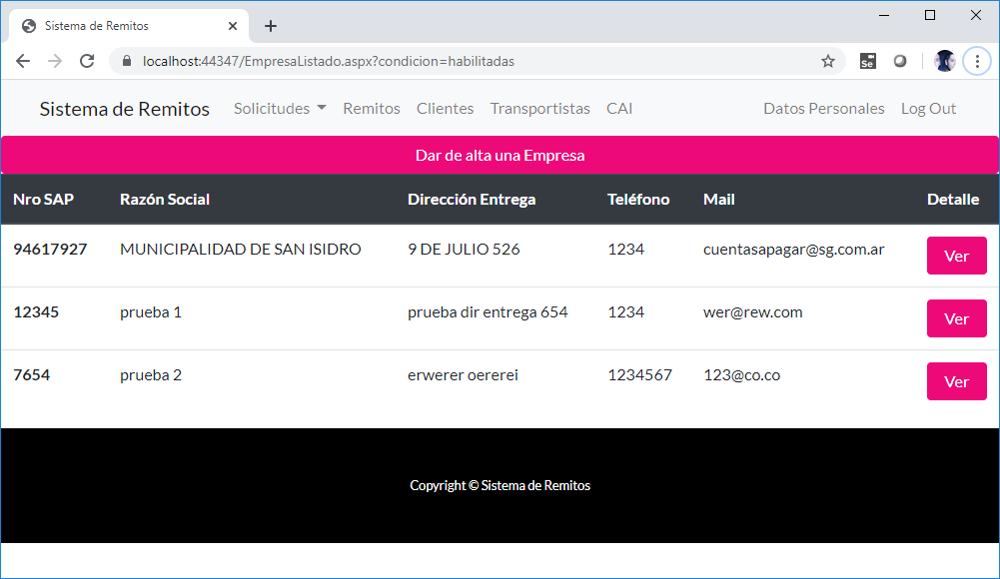 Sistema de Remitos
localhost:44347/EmpresaListado.aspx?condicion=habilitadas
Se
Sistema de Remitos Solicitudes Remitos Clientes Transportistas CAI Datos Personales Log Out
Dar de alta una Empresa
Nro SAP Razón Social Dirección Entrega Teléfono Mail Detalle
94617927 MUNICIPALIDAD DE SAN ISIDRO 9 DE JULIO 526 1234 cuentasapagar@sg.com.ar Ver
12345 prueba 1 prueba dir entrega 654 1234 wer@rew.com Ver
7654 prueba 2 erwerer oererei 1234567 123@co.co Ver
Copyright © Sistema de Remitos